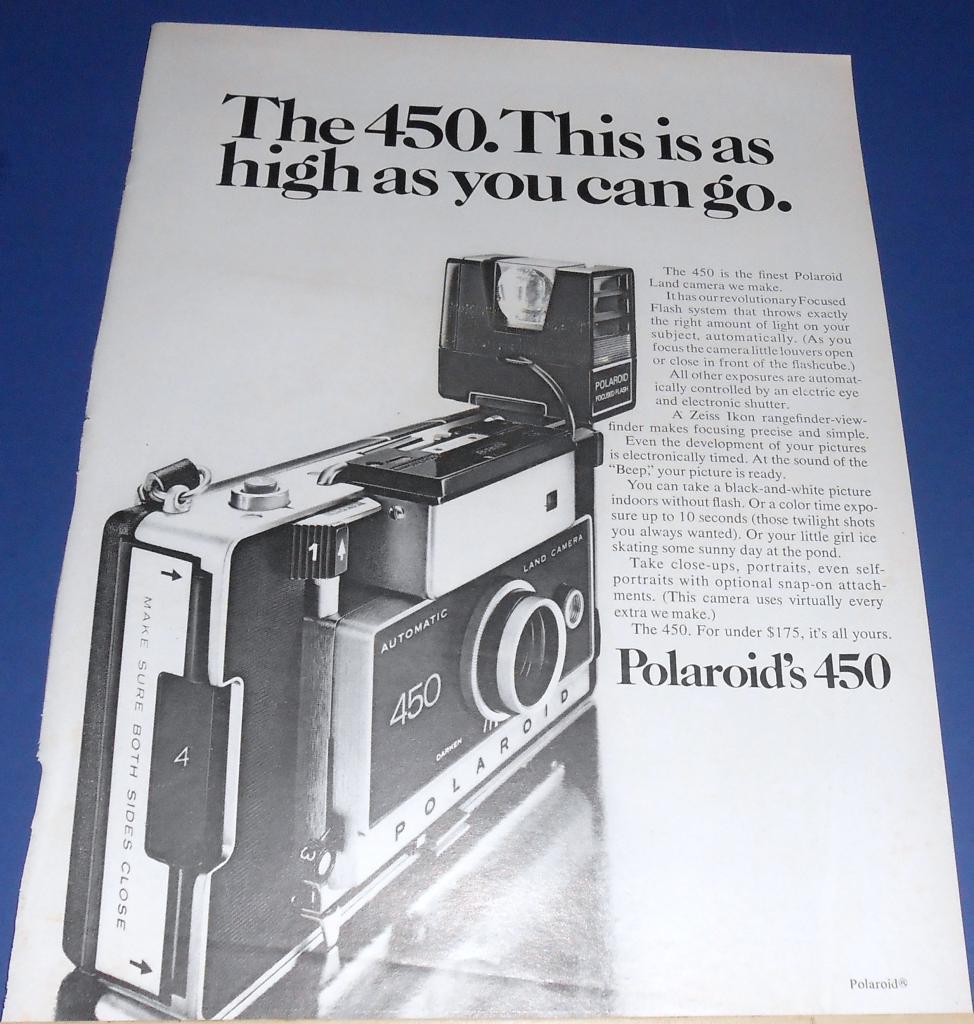 The 450. This is as
high as you can go.
The 450 is the finest Polaroid
Land camera we make.
It has our revolutionary Focused
Flash system that throws exactly
the right amount of light on your
subject, automatically. (As you
focus the camera little louvers open
or close in front of the flashcube.)
All other exposures are automat-
ically controlled by an electric eye
and electronic shutter.
A Zeiss Ikon rangefinder-view-
finder makes focusing precise and simple.
Even the development of your pictures
is electronically timed. At the sound of the
“Beep,” your picture is ready.
You can take a black-and-white picture
indoors without flash. Or a color time expo-
sure up to 10 seconds (those twilight shots
you always wanted). Or your little girl ice
skating some sunny day at the pond.
Take close-ups, portraits, even self-
portraits with optional snap-on attach-
ments. (This camera uses virtually every
extra we make.)
The 450. For under $175, it's all yours.
Polaroid's 450
POLAROID
FOCUSED FLASH
1
LAND CAMERA
AUTOMATIC
450
DARKEN
POLAROID
MAKE SURE BOTH SIDES CLOSE
4
3
Polaroid®